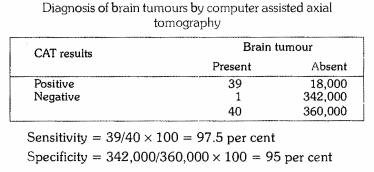 Diagnosis of brain tumours by computer assisted axial
tomography
CAT results Brain tumour
Present Absent
Positive 39 18,000
Negative 1 342,000
40 360,000
Sensitivity = 39/40 × 100 = 97.5 per cent
Specificity = 342,000/360,000 × 100 = 95 per cent